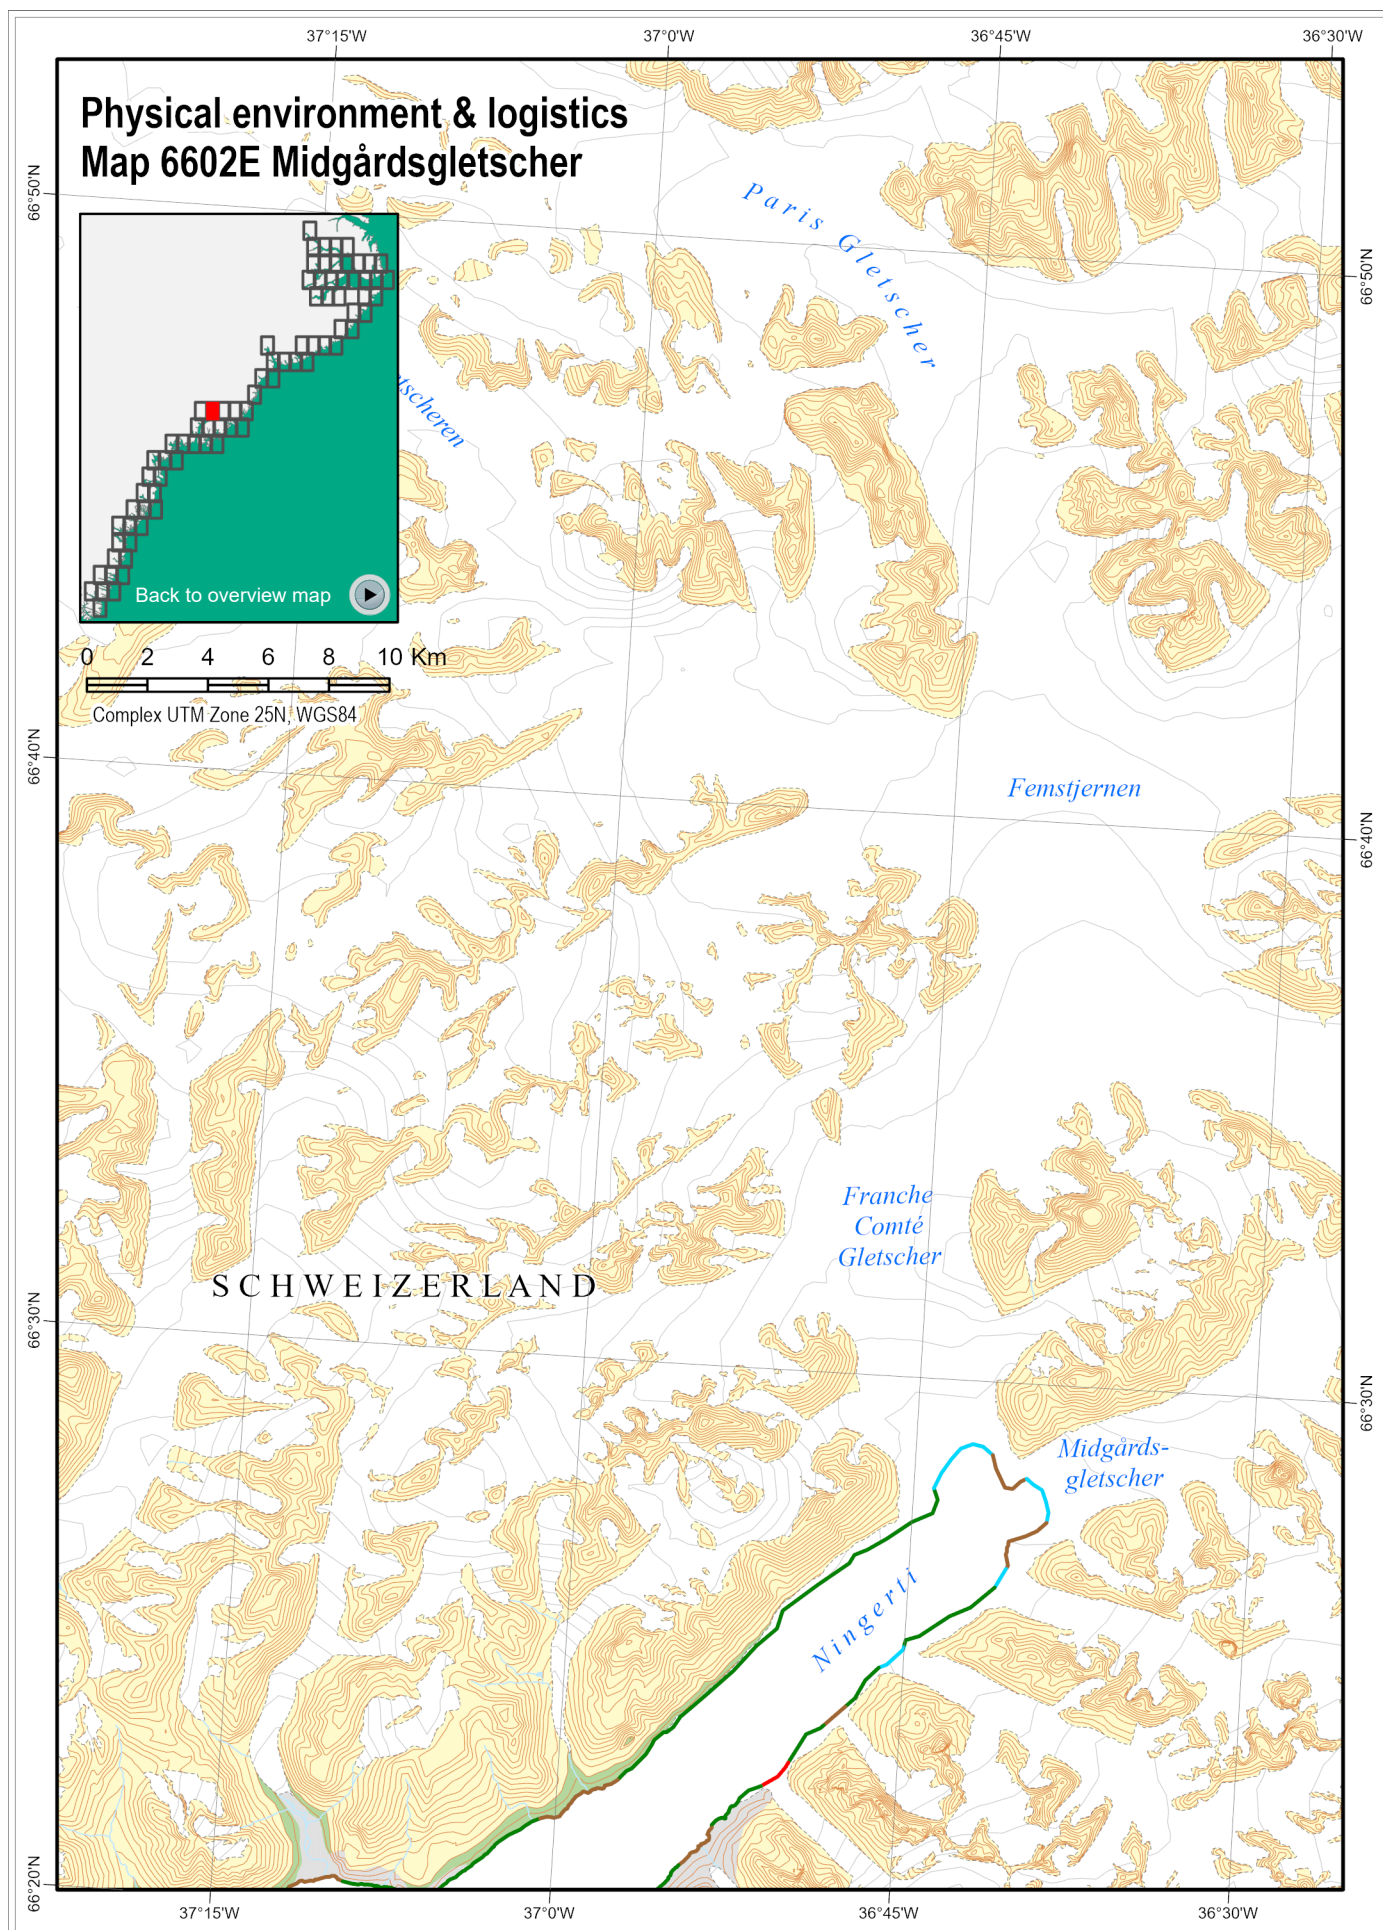 37°15'W
37°0'W
36°45'W
36°30'W
Physical environment & logistics
Map 6602E Midgårdsgletscher
66°50'N
66°50'N
Paris Gletscher
Back to overview map
0 2 4 6 8 10 Km
Complex UTM Zone 25N, WGS84
66°40'N
66°40'N
Femstjernen
Franche
Comté
Gletscher
SCHWEIZERLAND
66°30'N
66°30'N
Midgårds-
gletscher
Ningerti
66°20'N
37°15'W
37°0'W
36°45'W
36°30'W